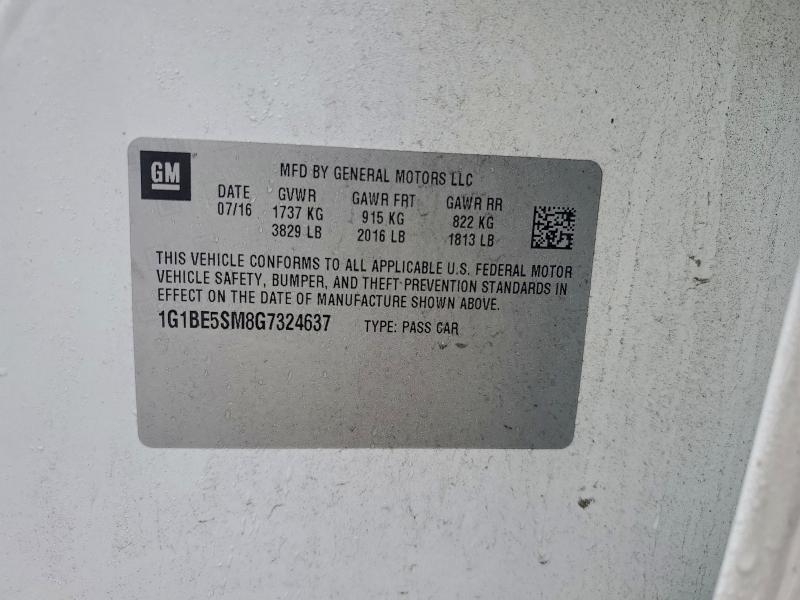 GM
MFD BY GENERAL MOTORS LLC
DATE GVWR GAWR FRT GAWR RR
07/16 1737 KG 915 KG 822 KG
3829 LB 2016 LB 1813 LB
THIS VEHICLE CONFORMS TO ALL APPLICABLE U.S. FEDERAL MOTOR
VEHICLE SAFETY, BUMPER, AND THEFT PREVENTION STANDARDS IN
EFFECT ON THE DATE OF MANUFACTURE SHOWN ABOVE.
1G1BE5SM8G7324637 TYPE: PASS CAR